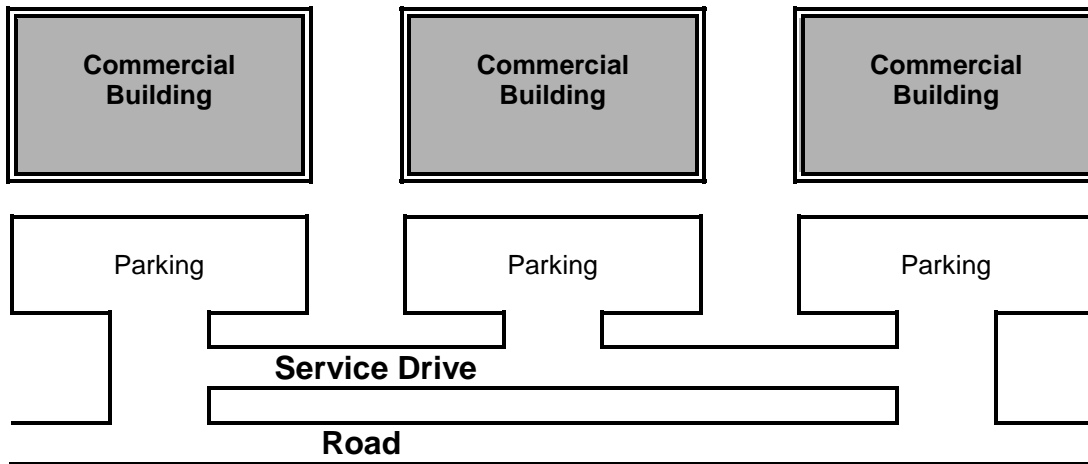 Commercial
Building
Commercial
Building
Commercial
Building
Parking
Parking
Parking
Service Drive
Road